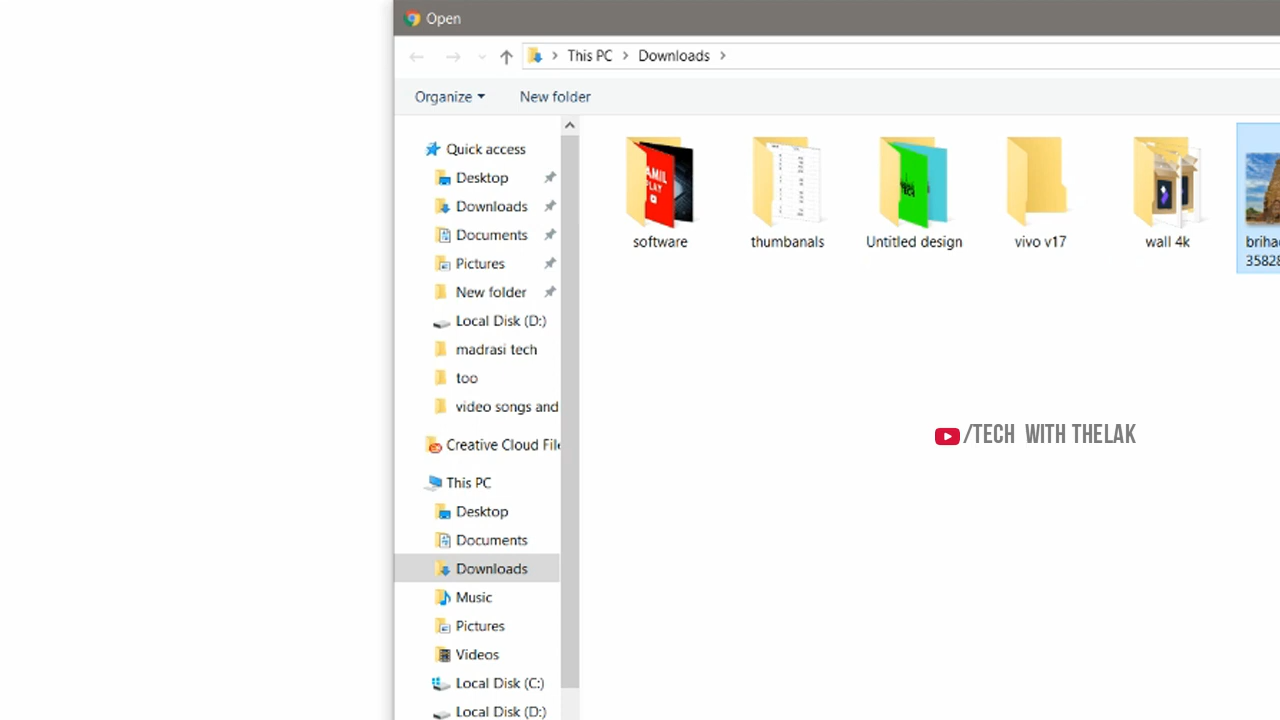 Open
This PC
Downloads
Organize
New folder
Quick access
Desktop
Downloads
Documents
Pictures
New folder
Local Disk (D:)
madrasi tech
too
video songs and
Creative Cloud File
This PC
Desktop
Documents
Downloads
Music
Pictures
Videos
Local Disk (C:)
Local Disk (D:)
software
thumbanals
Untitled design
vivo v17
wall 4k
briha
35828
/TECH WITH THELAK